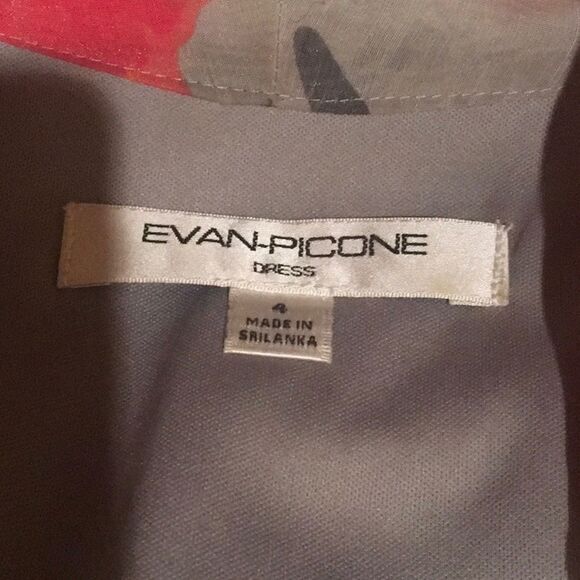 EVAN-PICONE
DRESS
4
MADE IN
SRILANKA